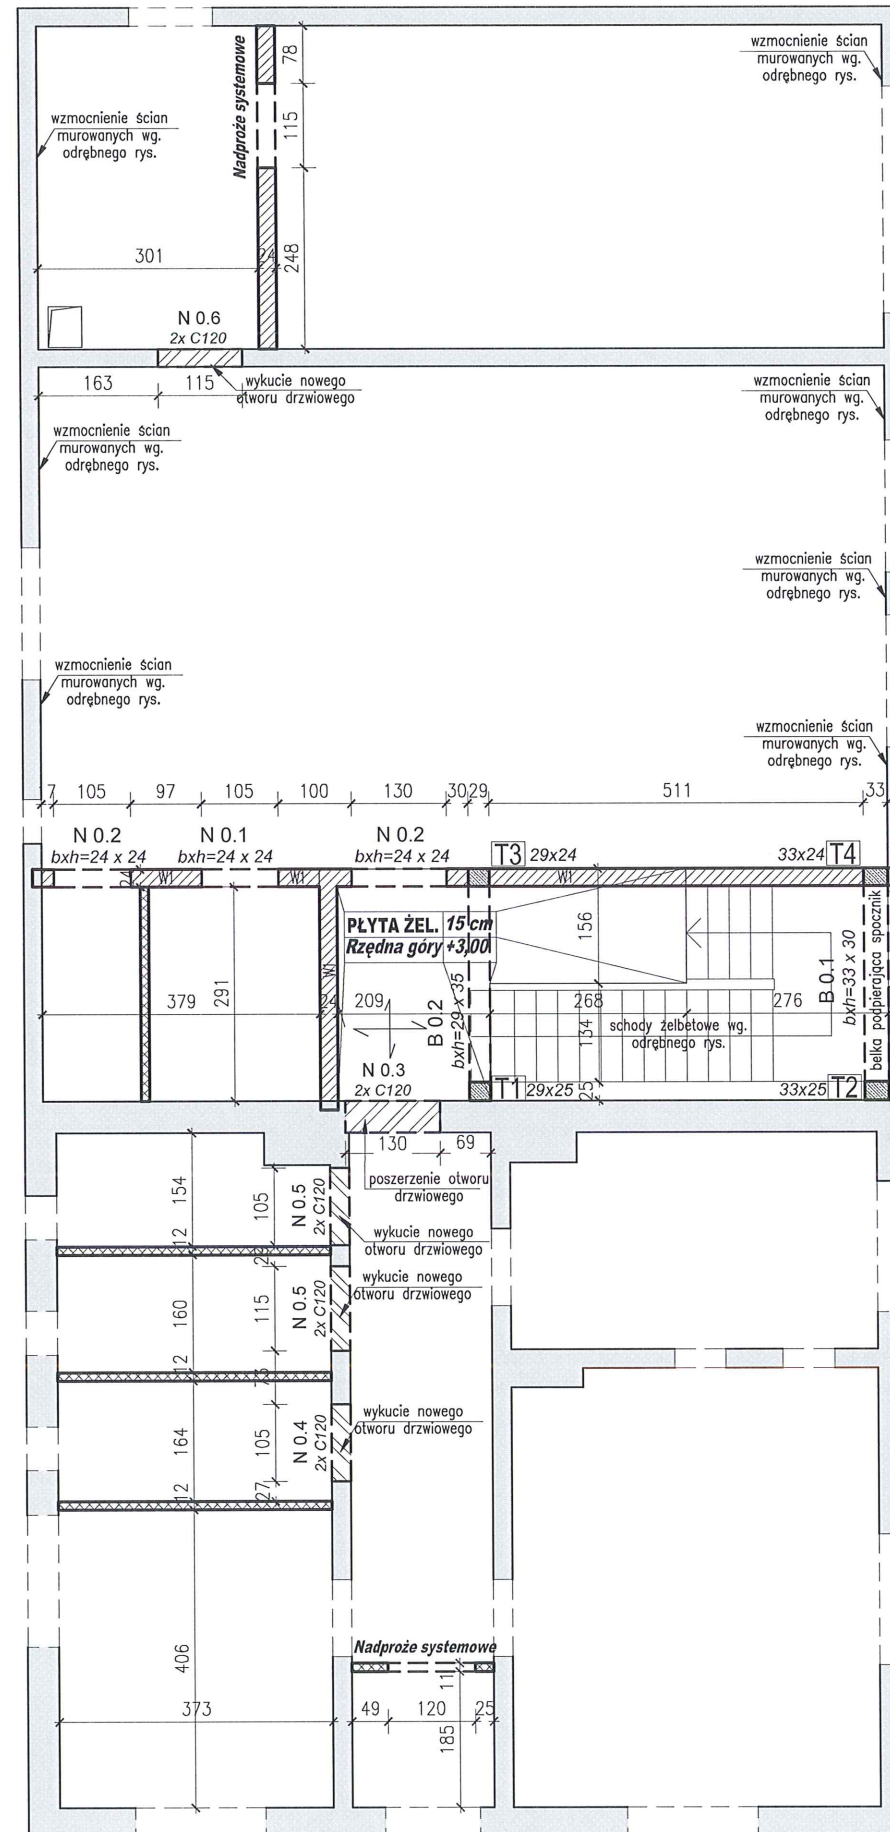 78
Nadproże systemowe
115
wzmocnienie ścian
murowanych wg.
odrębnego rys.
wzmocnienie ścian
murowanych wg.
odrębnego rys.
301
24
248
N 0.6
2x C120
163
115
wykucie nowego
otworu drzwiowego
wzmocnienie ścian
murowanych wg.
odrębnego rys.
wzmocnienie ścian
murowanych wg.
odrębnego rys.
wzmocnienie ścian
murowanych wg.
odrębnego rys.
wzmocnienie ścian
murowanych wg.
odrębnego rys.
wzmocnienie ścian
murowanych wg.
odrębnego rys.
7 105 97 105 100 130 30 29 511 33
N 0.2
bxh=24 x 24
N 0.1
bxh=24 x 24
N 0.2
bxh=24 x 24
T3 29x24
33x24 T4
24
W1
W1
W1
W1
PŁYTA ŻEL. 15 cm
Rzędna góry +3,00
156
379
291
24
209
B 0.2
bxh=29 x 35
268
276
134
schody żelbetowe wg.
odrębnego rys.
B 0.1
bxh=33 x 30
belka podpierająca spocznik
N 0.3
2x C120
T1 29x25
25
33x25 T2
130
69
poszerzenie otworu
drzwiowego
154
105
N 0.5
2x C120
wykucie nowego
otworu drzwiowego
12
160
115
N 0.5
2x C120
wykucie nowego
otworu drzwiowego
12
164
105
N 0.4
2x C120
wykucie nowego
otworu drzwiowego
12
27
406
373
Nadproże systemowe
11
49
120
25
185